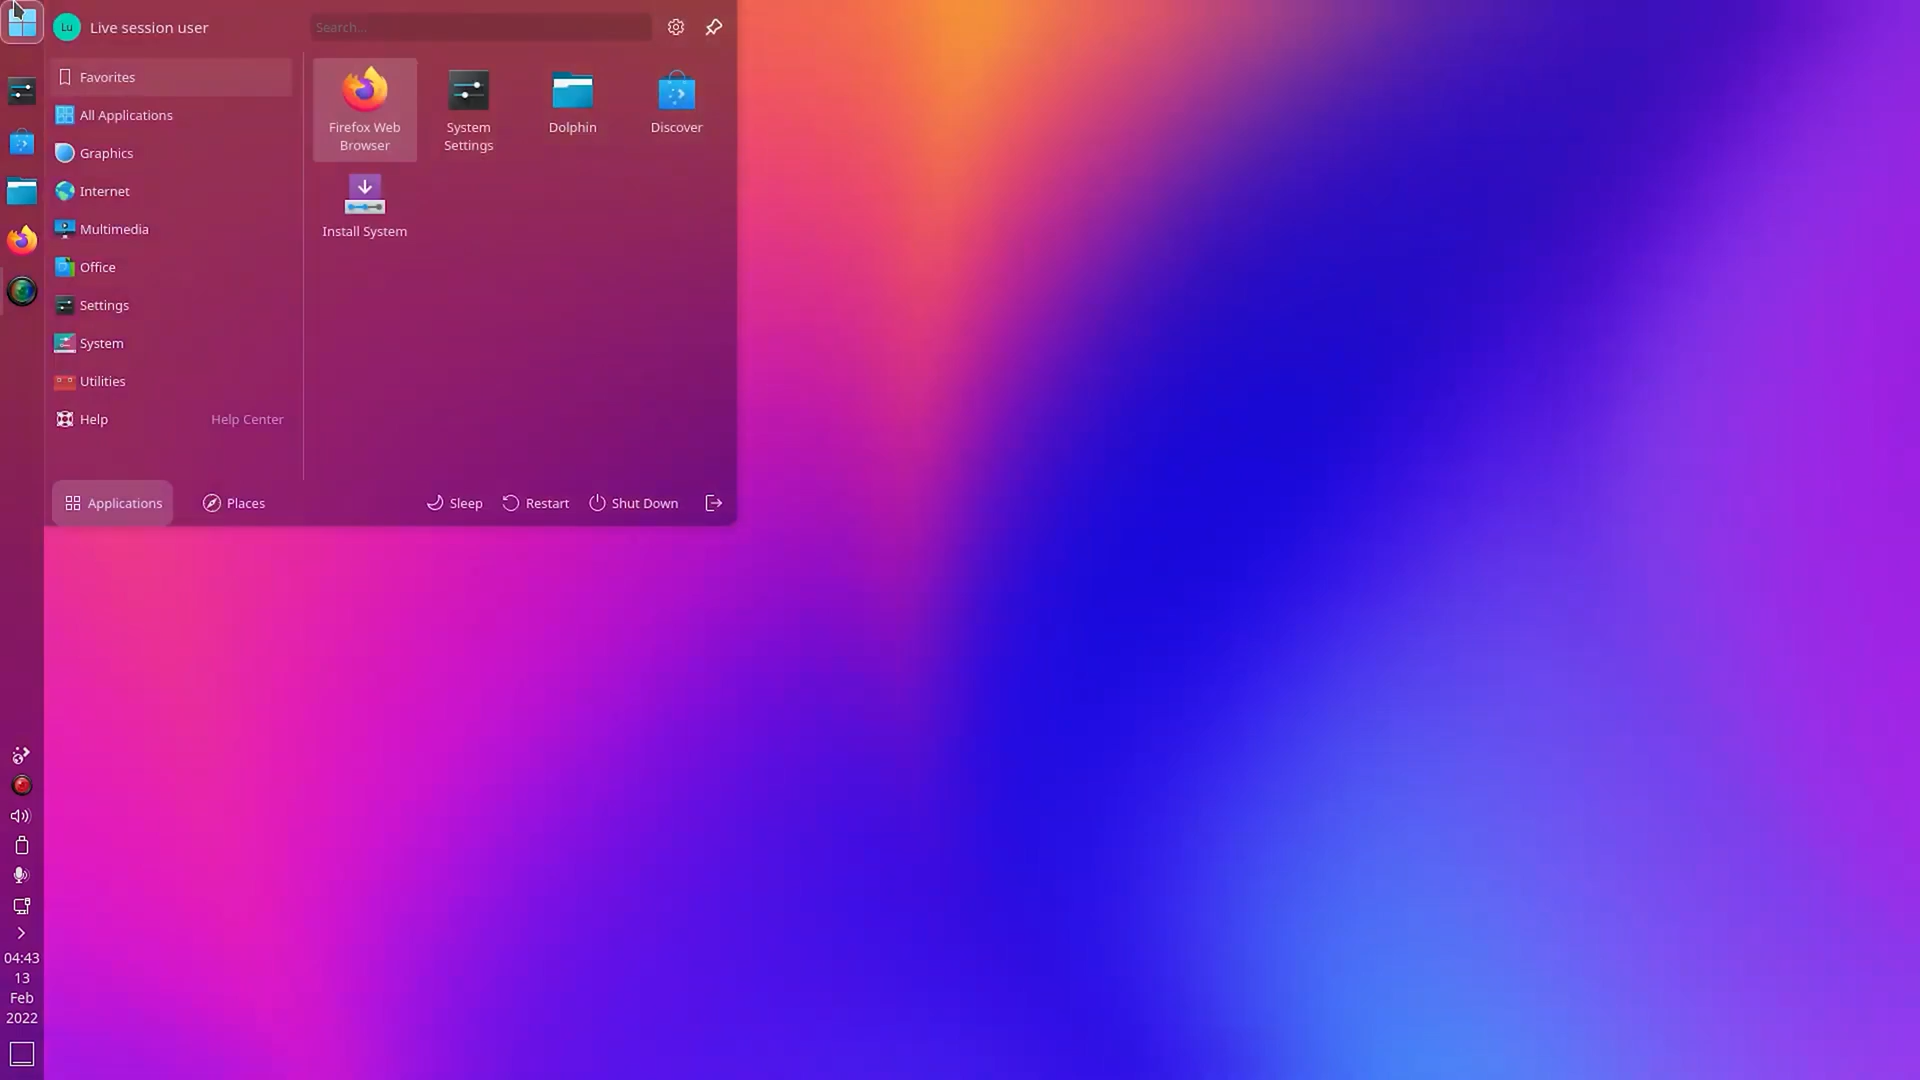 Lu
Live session user
Search...
Favorites
All Applications
Graphics
Internet
Multimedia
Office
Settings
System
Utilities
Help
Help Center
Firefox Web
Browser
System
Settings
Dolphin
Discover
Install System
Applications
Places
Sleep
Restart
Shut Down
04:43
13
Feb
2022